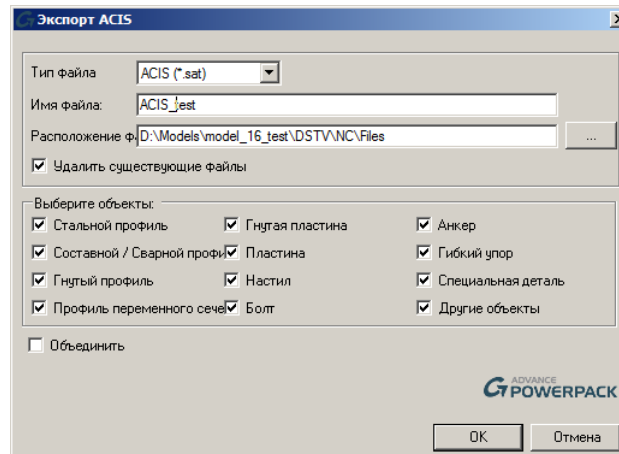 Экспорт ACIS
Тип файла ACIS (*.sat)
Имя файла: ACIS_test
Расположение ф D:\Models\model_16_test\DSTV\NC\Files ...
Удалить существующие файлы
Выберите объекты:
Стальной профиль Гнутая пластина Анкер
Составной / Сварной профи Пластина Гибкий упор
Гнутый профиль Настил Специальная деталь
Профиль переменного сече Болт Другие объекты
Объединить
ADVANCE
POWERPACK
OK Отмена